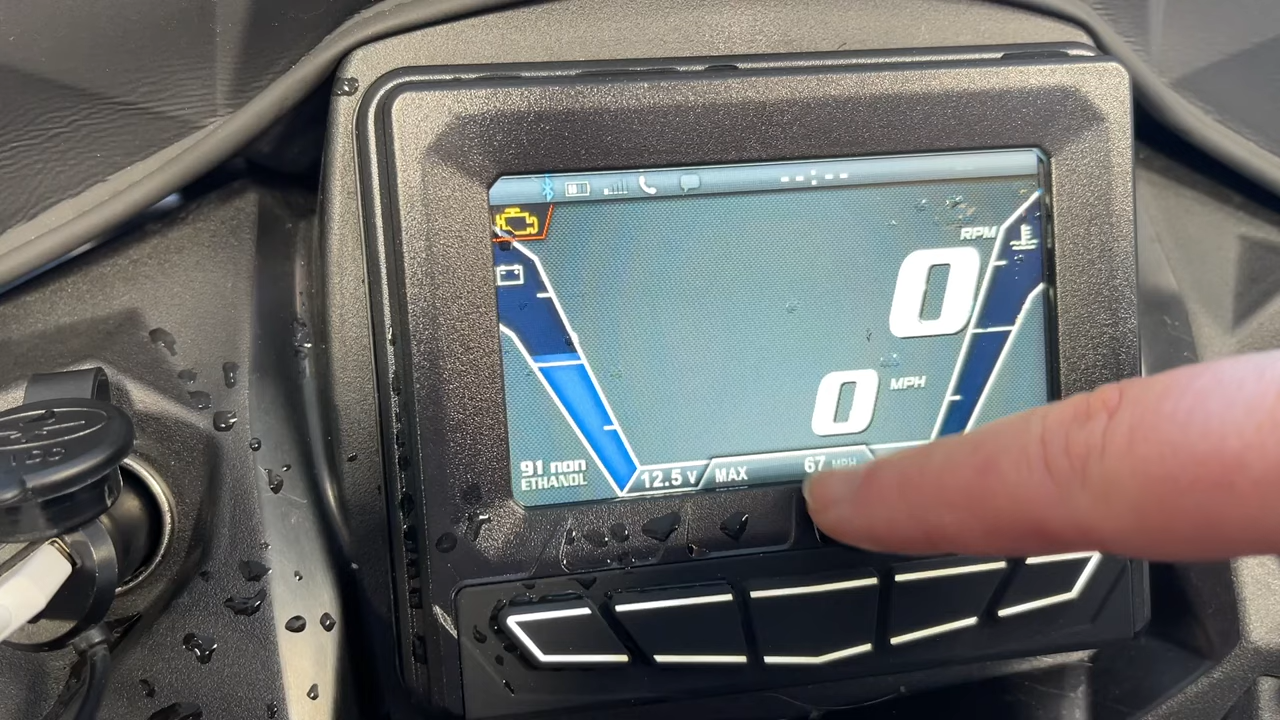 --:--
RPM
0
0 MPH
91 non
ETHANOL
12.5 V
MAX 67 MPH